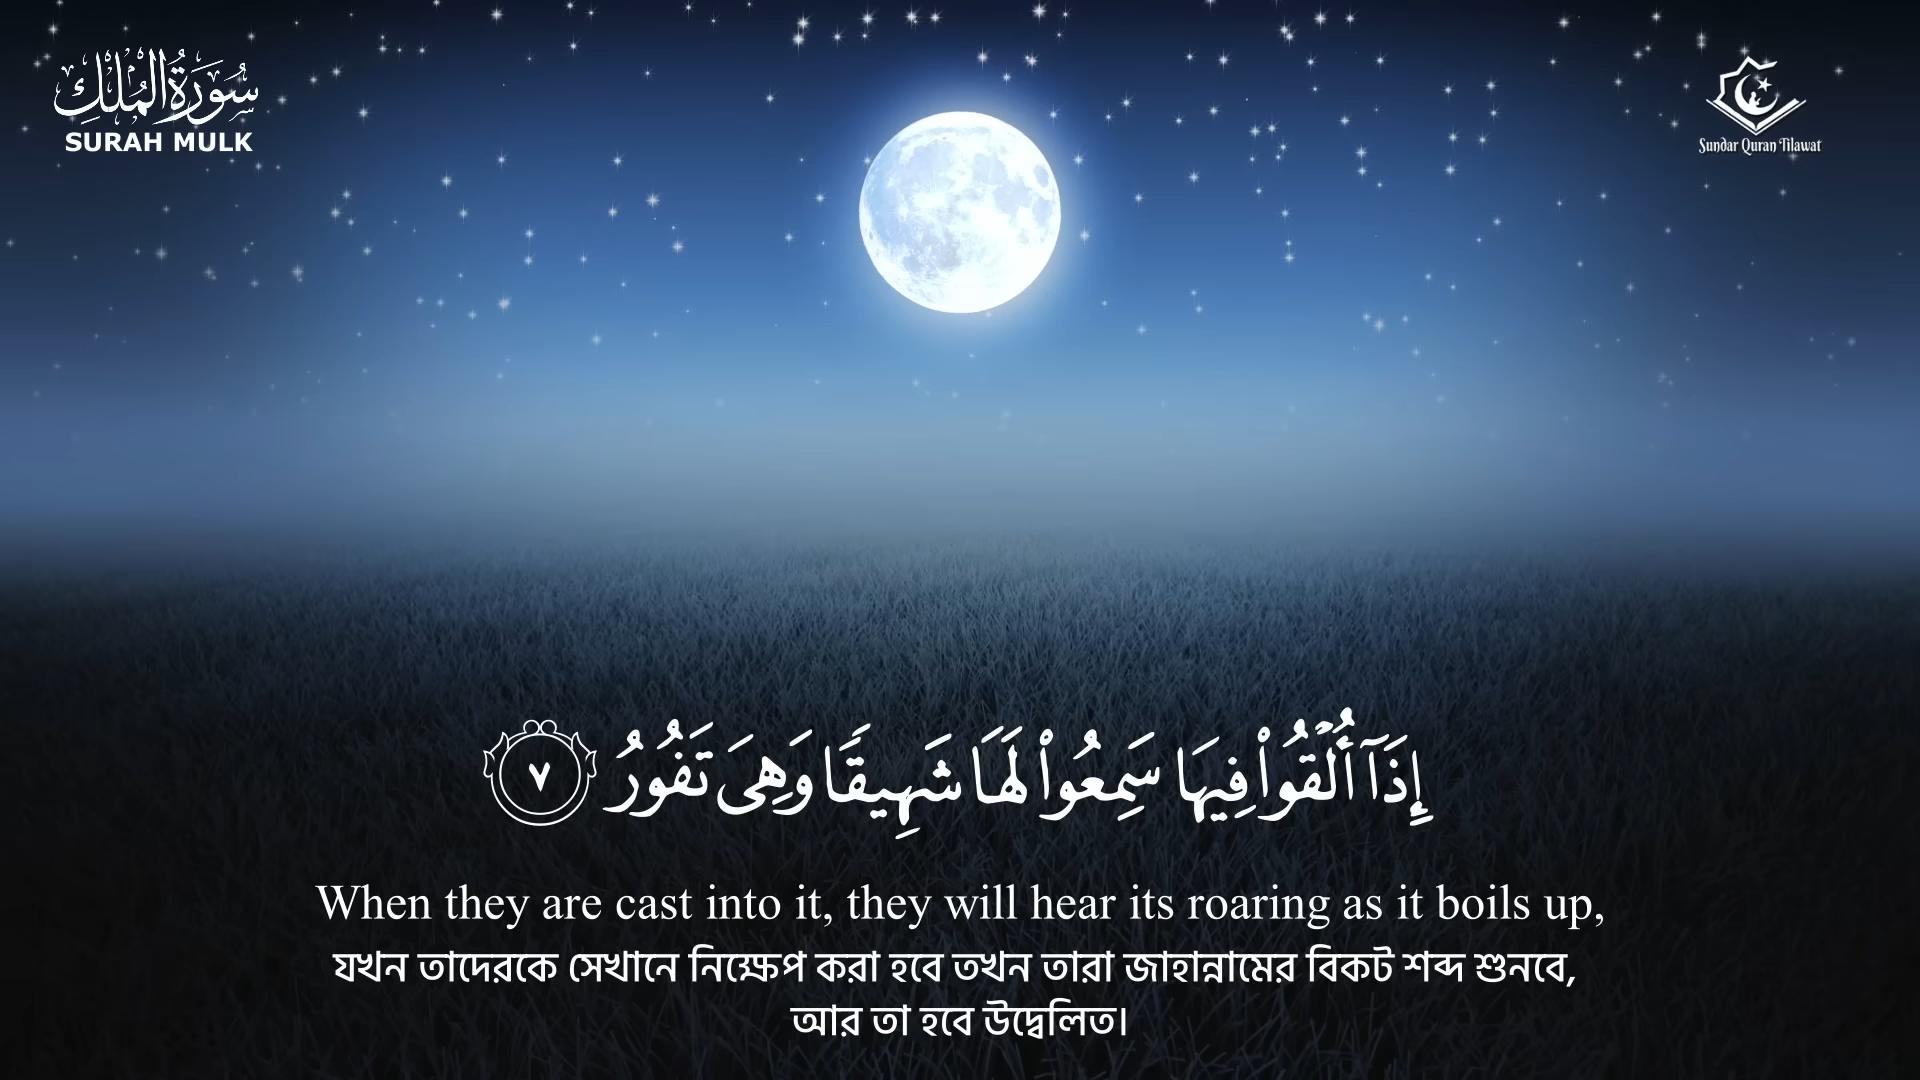 سُورَةُ الْمُلْكِ
SURAH MULK
Sundar Quran Tilawat
إِذَآ أُلْقُوا۟ فِيهَا سَمِعُوا۟ لَهَا شَهِيقًا وَهِىَ تَفُورُ ٧
When they are cast into it, they will hear its roaring as it boils up,
যখন তাদেরকে সেখানে নিক্ষেপ করা হবে তখন তারা জাহান্নামের বিকট শব্দ শুনবে,
আর তা হবে উদ্বেলিত।